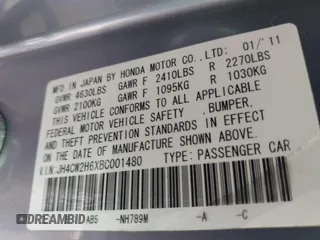 MFD. IN JAPAN BY HONDA MOTOR CO.,LTD: 01/'11
GVWR 4630LBS GAWR F 2410LBS R 2270LBS
GVWR 2100KG GAWR F 1095KG R 1030KG
THIS VEHICLE CONFORMS TO ALL APPLICABLE
FEDERAL MOTOR VEHICLE SAFETY ,BUMPER,
AND THEFT PREVENTION STANDARDS IN EFFECT
ON THE DATE OF MANUFACTURE SHOWN ABOVE.
V.I.N:JH4CW2H6XBC001480 TYPE: PASSENGER CAR
AB5 -NH789M -A -C
DREAMBID